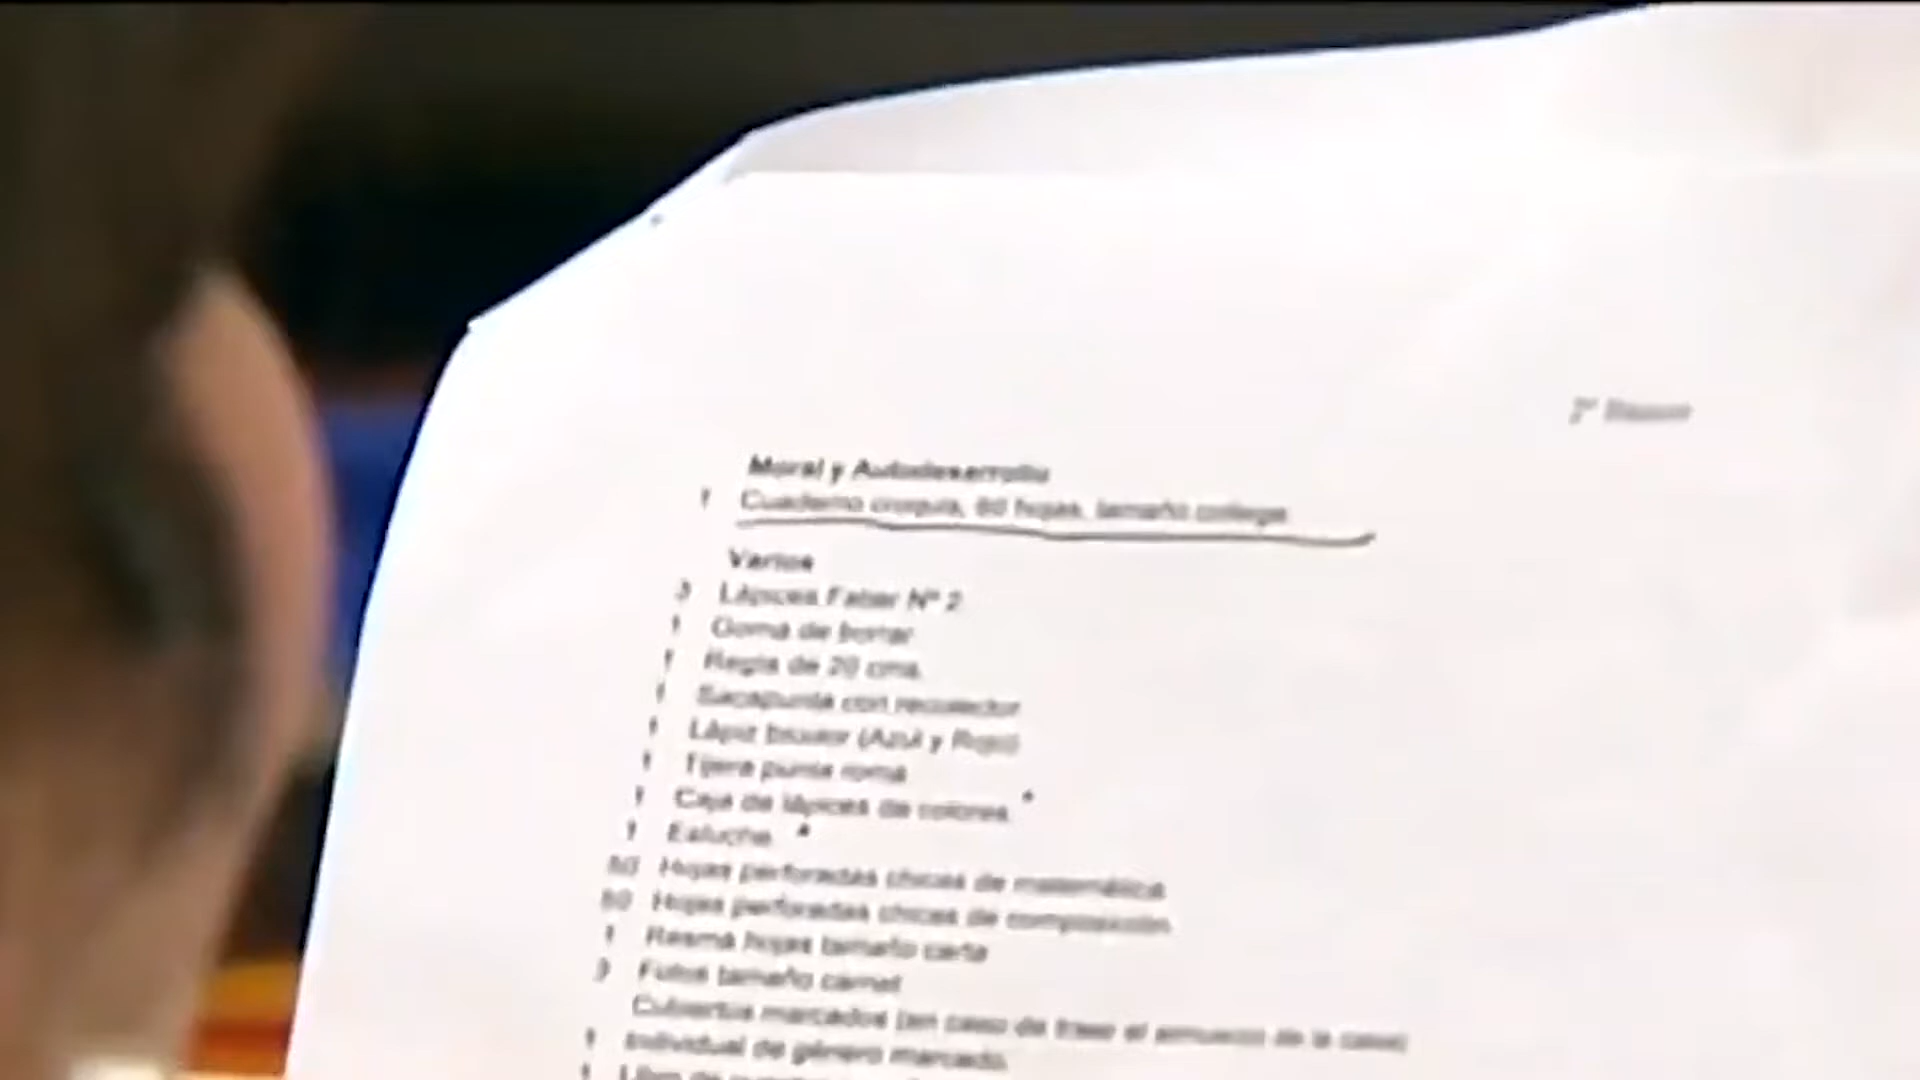 2° Básico
Moral y Autodesarrollo
1 Cuaderno croquis, 60 hojas, tamaño college
Varios
3 Lápices Faber Nº 2
1 Goma de borrar
1 Regla de 20 cms.
1 Sacapunta con recolector
1 Lápiz bicolor (Azul y Rojo)
1 Tijera punta roma
1 Caja de lápices de colores
1 Estuche
Hojas perforadas chicas de matemática
Hojas perforadas chicas de composición
1 Resma hojas tamaño carta
3 Fotos tamaño carnet
Cubiertos marcados (en caso de traer el almuerzo de la casa)
1 Individual de género marcado
1 Libro de